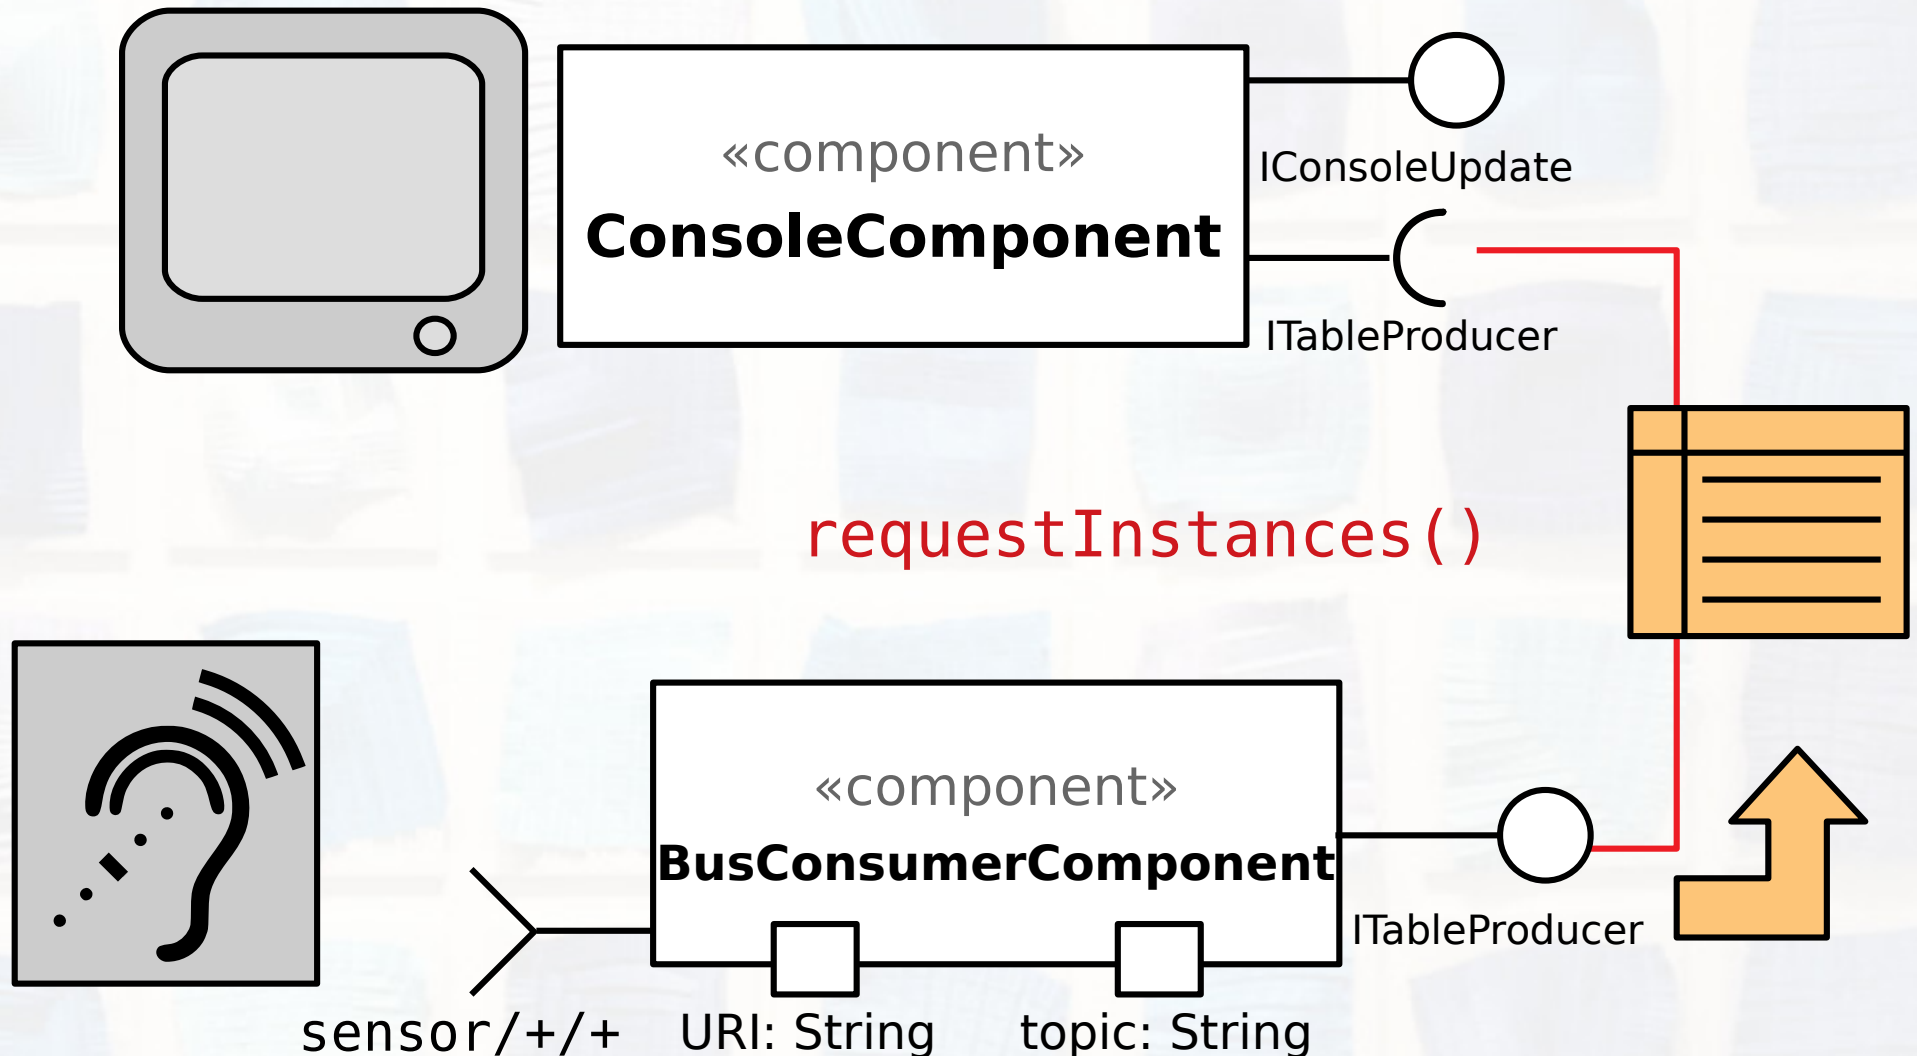 «component»
ConsoleComponent
IConsoleUpdate
ITableProducer
requestInstances()
«component»
BusConsumerComponent
ITableProducer
sensor/+/+
URI: String
topic: String